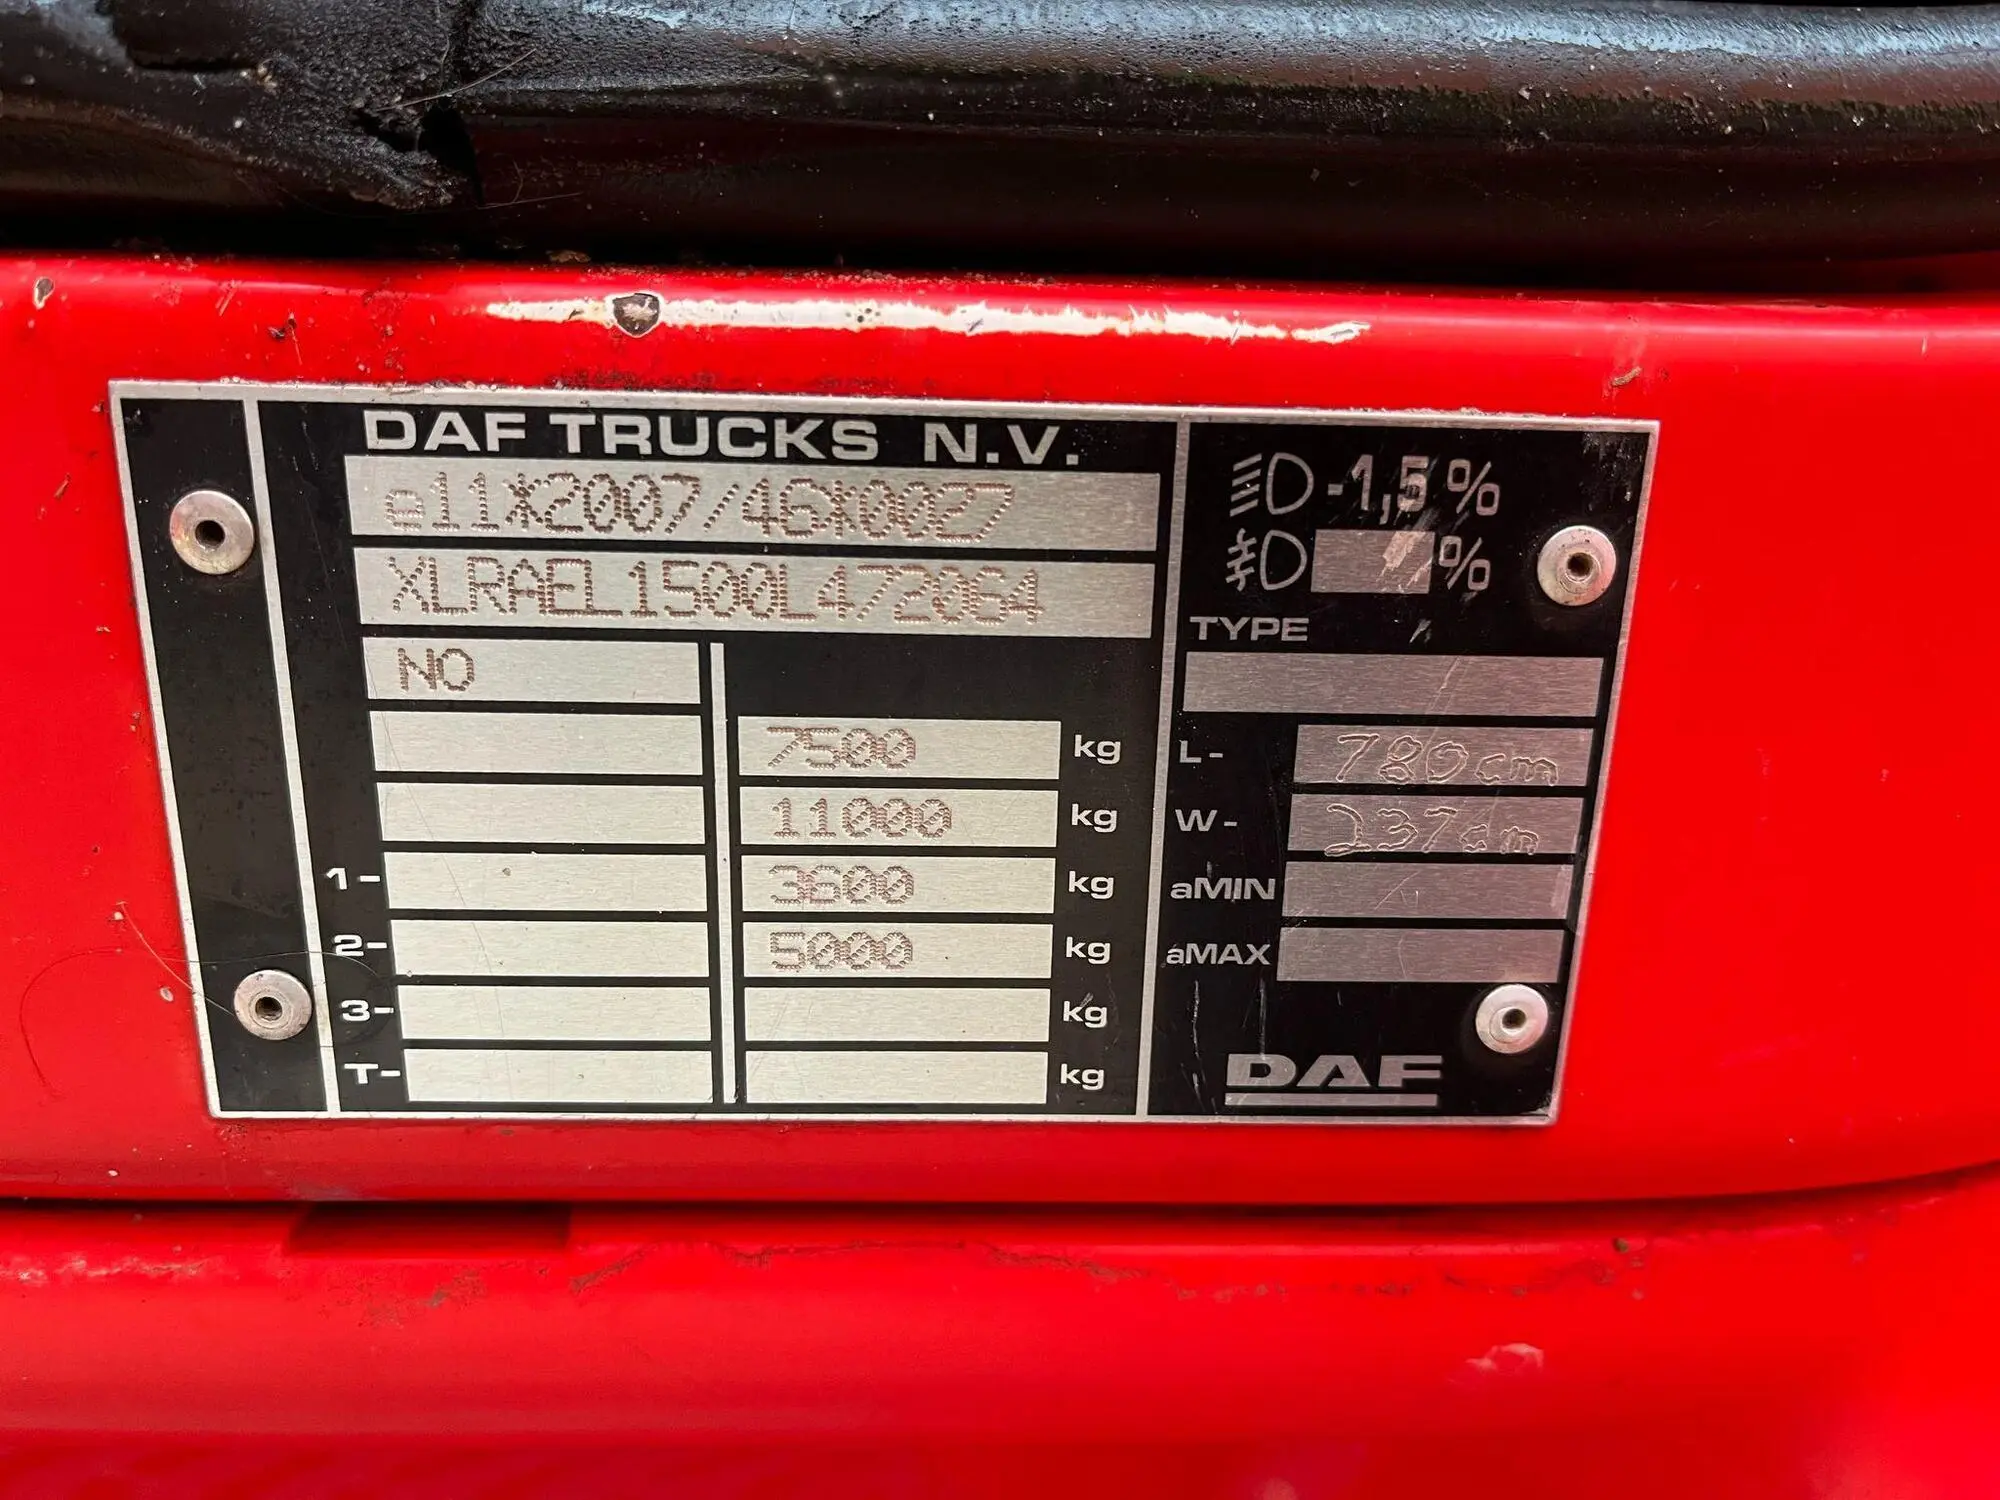 DAF TRUCKS N.V.
e11*2007/46*0027
XLRAEL1500L472064
NO
7500 kg
11000 kg
1- 3600 kg
2- 5000 kg
3- kg
T- kg
-1,5 %
%
TYPE
L- 780cm
W- 237cm
aMIN
aMAX
DAF